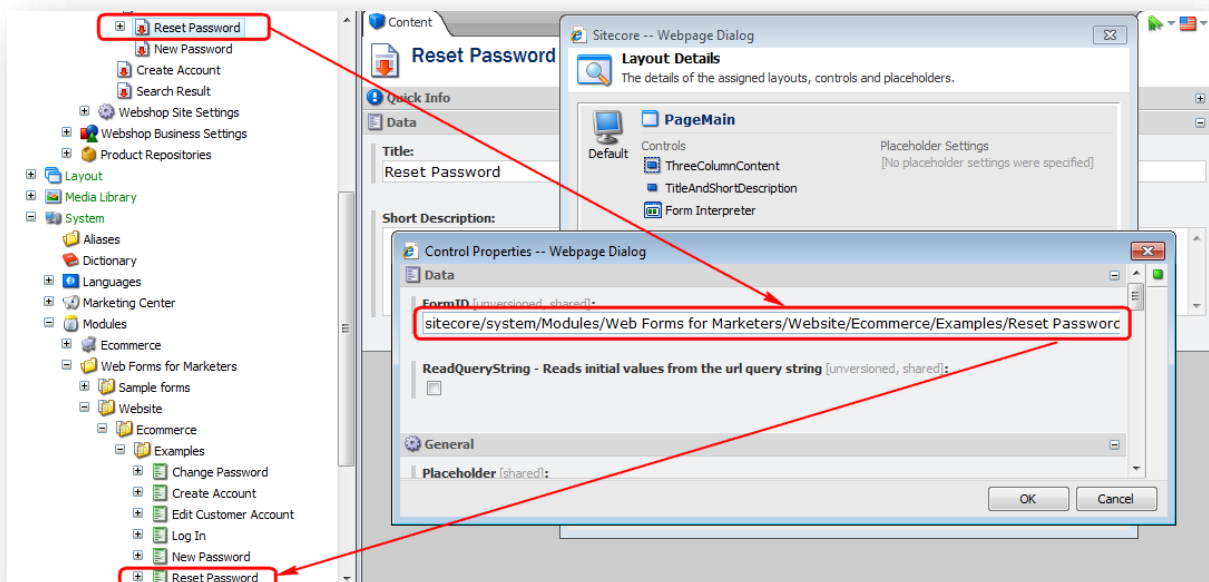 Reset Password
New Password
Create Account
Search Result
Webshop Site Settings
Webshop Business Settings
Product Repositories
Layout
Media Library
System
Aliases
Dictionary
Languages
Marketing Center
Modules
Ecommerce
Web Forms for Marketers
Sample forms
Website
Ecommerce
Examples
Change Password
Create Account
Edit Customer Account
Log In
New Password
Reset Password
Content
Reset Password
Quick Info
Data
Title:
Reset Password
Short Description:
Sitecore -- Webpage Dialog
Layout Details
The details of the assigned layouts, controls and placeholders.
Default
PageMain
Controls
ThreeColumnContent
TitleAndShortDescription
Form Interpreter
Placeholder Settings
[No placeholder settings were specified]
Control Properties -- Webpage Dialog
Data
FormID [unversioned, shared]:
sitecore/system/Modules/Web Forms for Marketers/Website/Ecommerce/Examples/Reset Password
ReadQueryString - Reads initial values from the url query string [unversioned, shared]:
General
Placeholder [shared]:
OK
Cancel